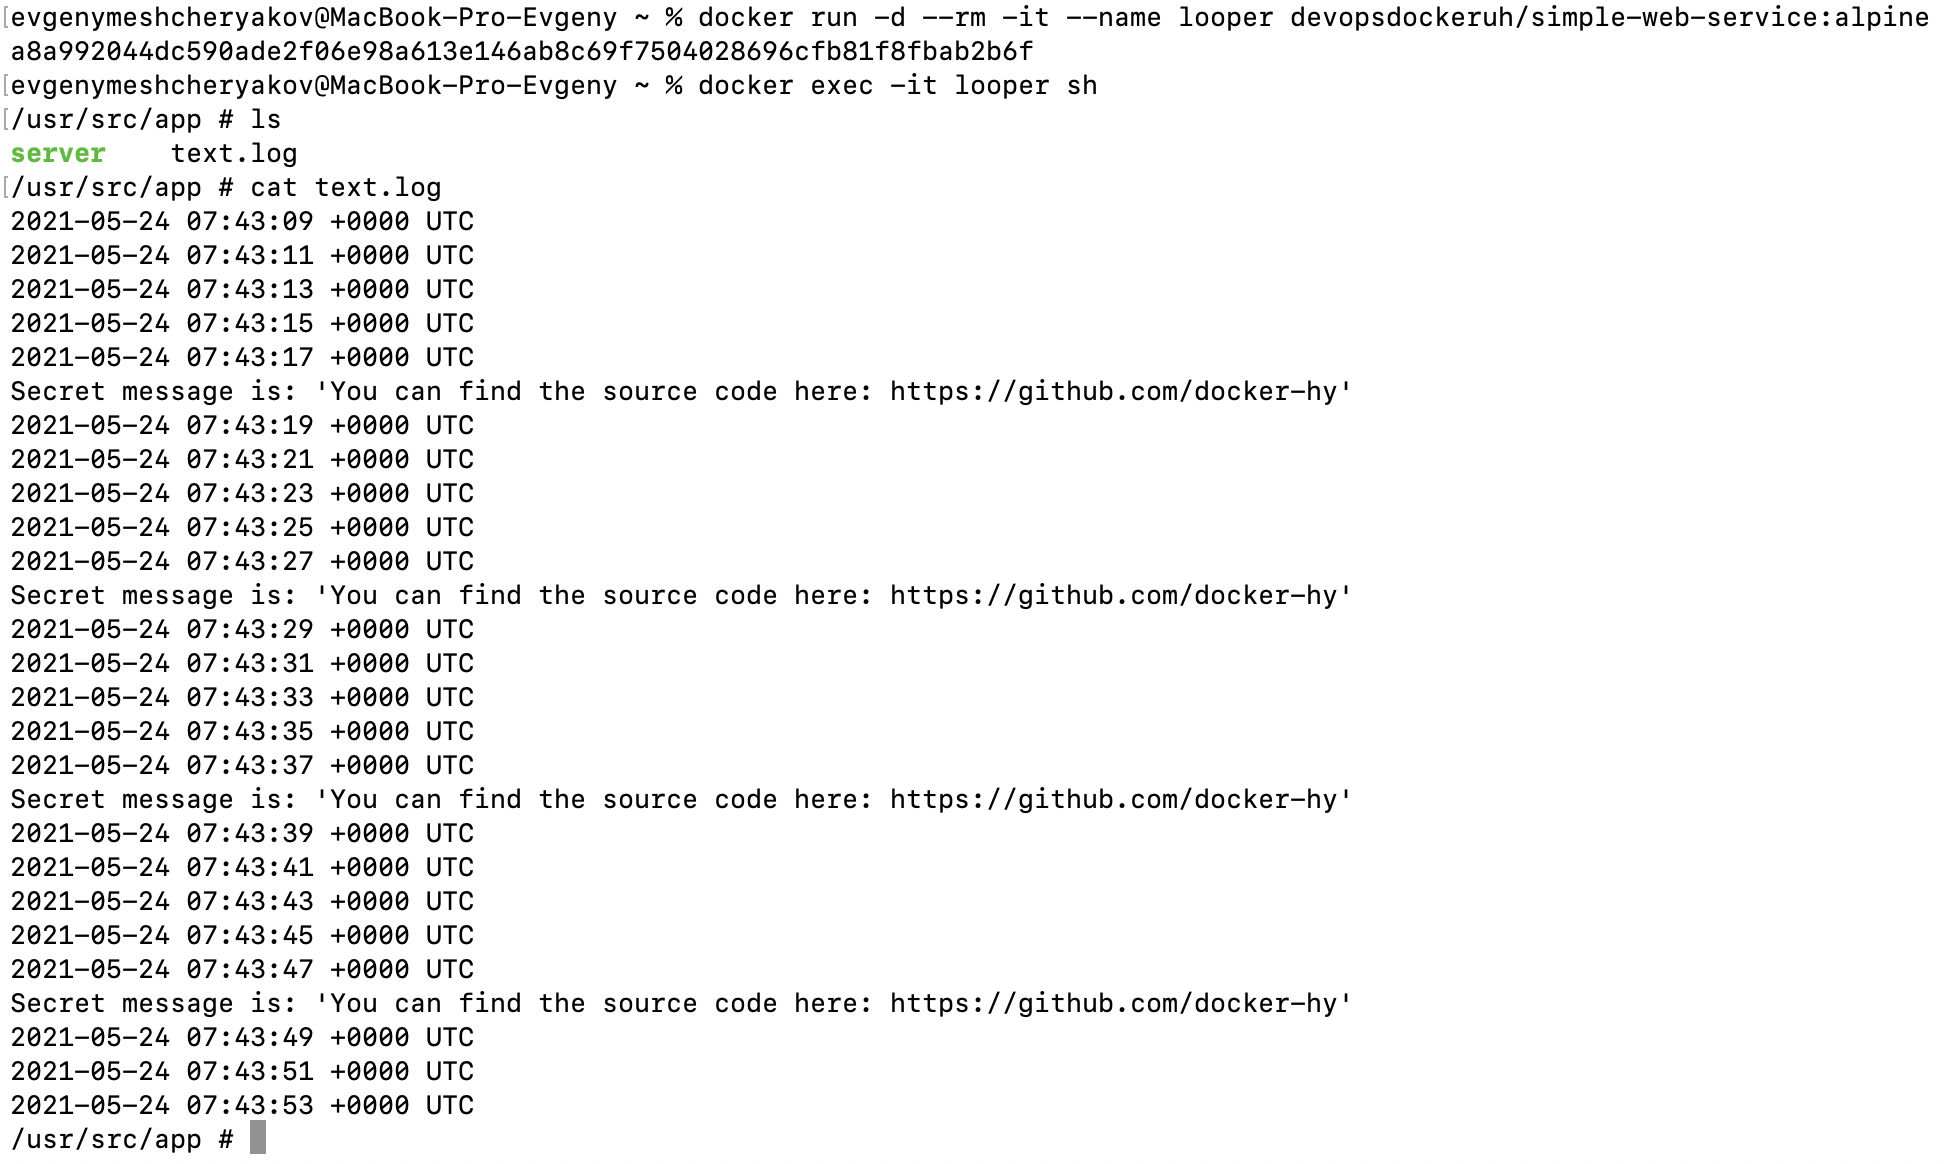 [evgenymeshcheryakov@MacBook-Pro-Evgeny ~ % docker run -d --rm -it --name looper devopsdockeruh/simple-web-service:alpine
a8a992044dc590ade2f06e98a613e146ab8c69f7504028696cfb81f8fbab2b6f
[evgenymeshcheryakov@MacBook-Pro-Evgeny ~ % docker exec -it looper sh
[/usr/src/app # ls
server    text.log
[/usr/src/app # cat text.log
2021-05-24 07:43:09 +0000 UTC
2021-05-24 07:43:11 +0000 UTC
2021-05-24 07:43:13 +0000 UTC
2021-05-24 07:43:15 +0000 UTC
2021-05-24 07:43:17 +0000 UTC
Secret message is: 'You can find the source code here: https://github.com/docker-hy'
2021-05-24 07:43:19 +0000 UTC
2021-05-24 07:43:21 +0000 UTC
2021-05-24 07:43:23 +0000 UTC
2021-05-24 07:43:25 +0000 UTC
2021-05-24 07:43:27 +0000 UTC
Secret message is: 'You can find the source code here: https://github.com/docker-hy'
2021-05-24 07:43:29 +0000 UTC
2021-05-24 07:43:31 +0000 UTC
2021-05-24 07:43:33 +0000 UTC
2021-05-24 07:43:35 +0000 UTC
2021-05-24 07:43:37 +0000 UTC
Secret message is: 'You can find the source code here: https://github.com/docker-hy'
2021-05-24 07:43:39 +0000 UTC
2021-05-24 07:43:41 +0000 UTC
2021-05-24 07:43:43 +0000 UTC
2021-05-24 07:43:45 +0000 UTC
2021-05-24 07:43:47 +0000 UTC
Secret message is: 'You can find the source code here: https://github.com/docker-hy'
2021-05-24 07:43:49 +0000 UTC
2021-05-24 07:43:51 +0000 UTC
2021-05-24 07:43:53 +0000 UTC
/usr/src/app #